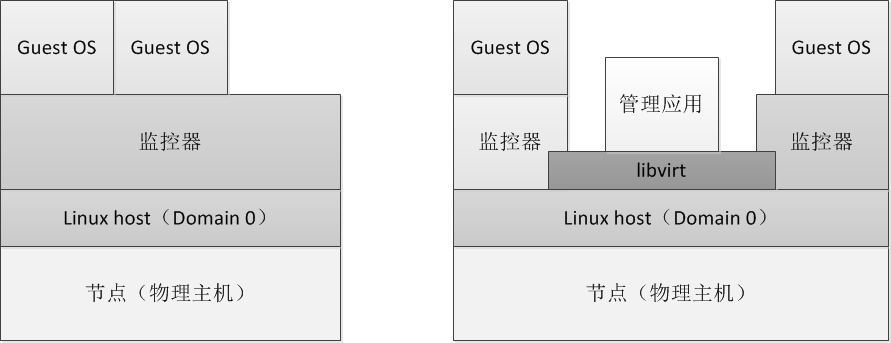 Guest OS
Guest OS
监控器
Linux host（Domain 0）
节点（物理主机）
Guest OS
Guest OS
管理应用
监控器
监控器
libvirt
Linux host（Domain 0）
节点（物理主机）